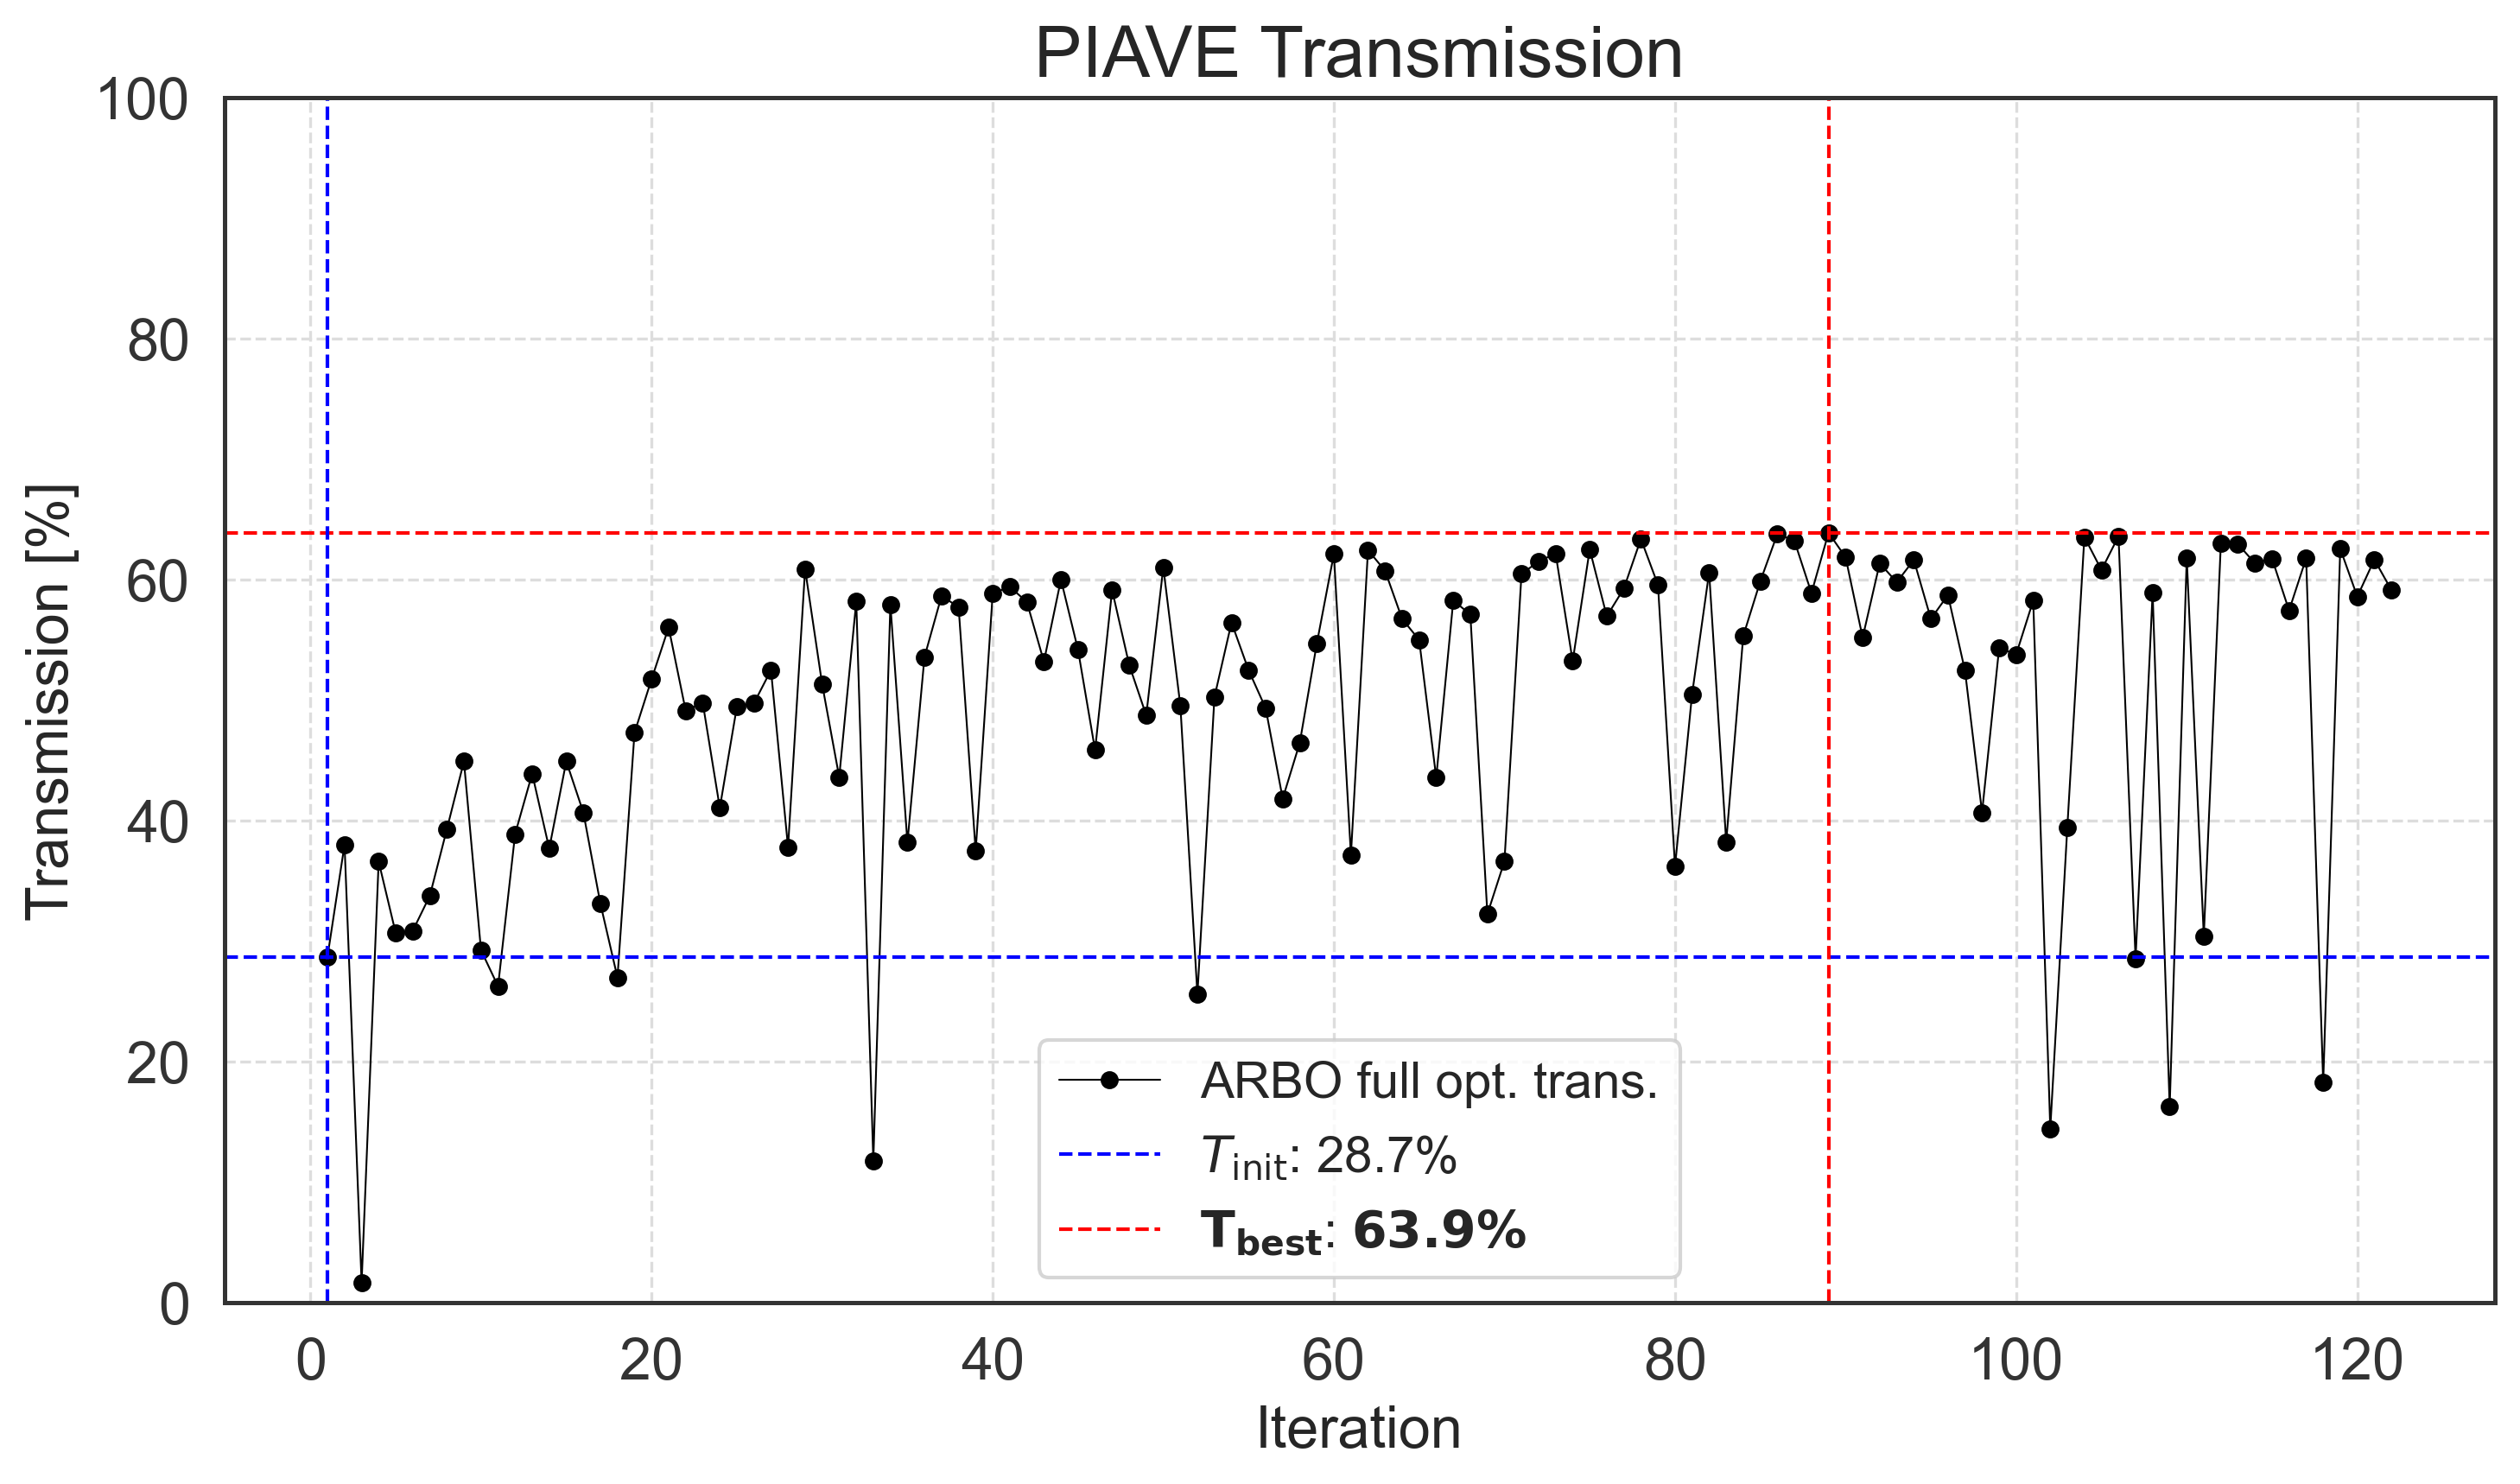 PIAVE Transmission
Transmission [%]
100
80
60
40
20
0
ARBO full opt. trans.
T_init: 28.7%
T_best: 63.9%
0 20 40 60 80 100 120
Iteration